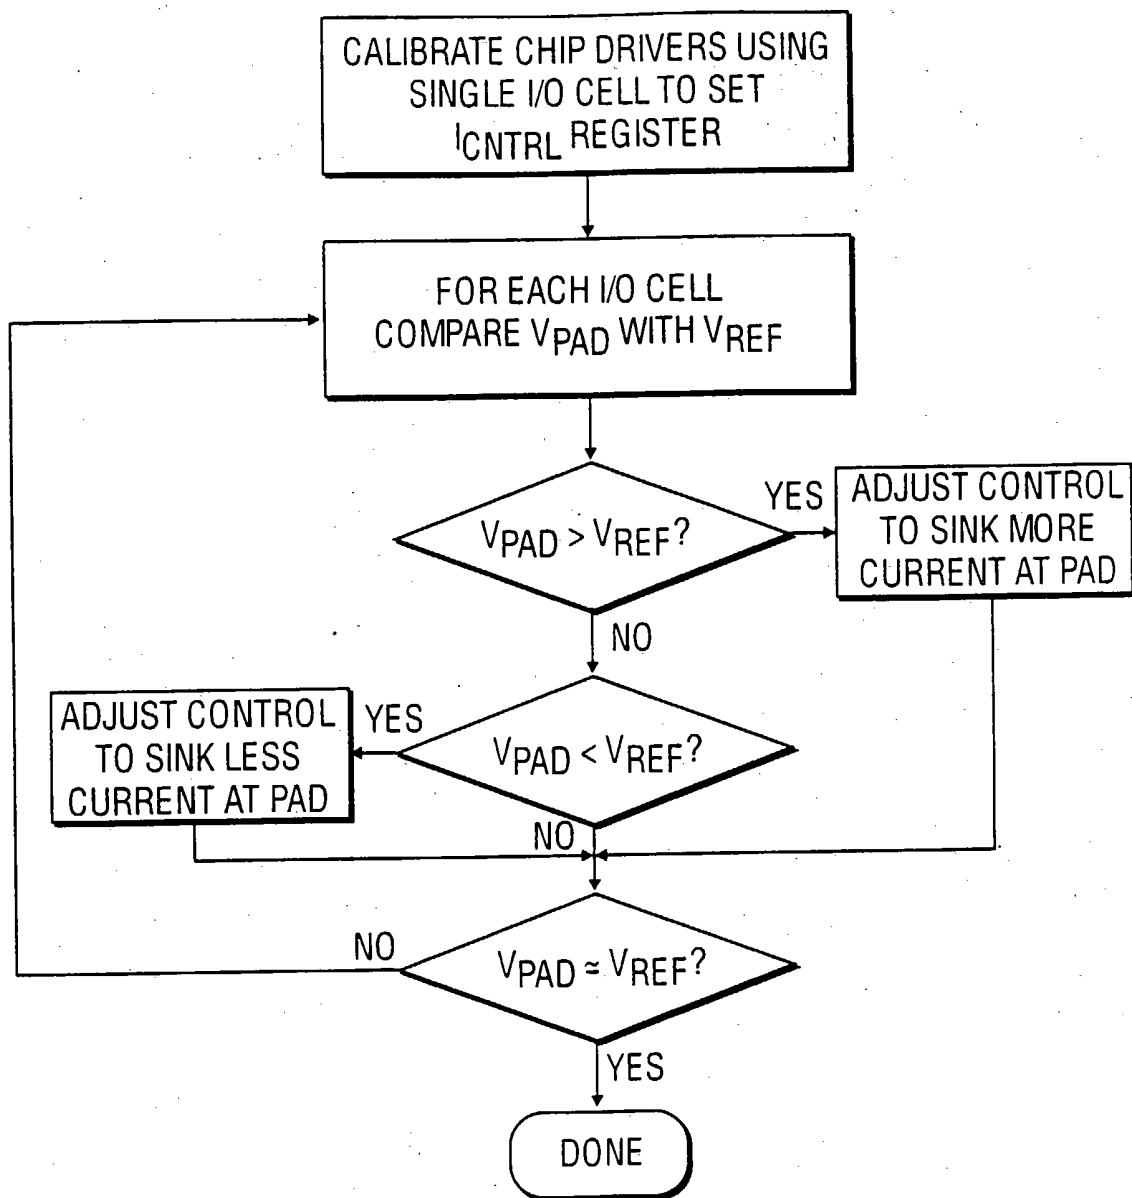 CALIBRATE CHIP DRIVERS USING
SINGLE I/O CELL TO SET
ICNTRL REGISTER
FOR EACH I/O CELL
COMPARE VPAD WITH VREF
VPAD > VREF?
YES
ADJUST CONTROL
TO SINK MORE
CURRENT AT PAD
NO
VPAD < VREF?
YES
ADJUST CONTROL
TO SINK LESS
CURRENT AT PAD
NO
VPAD ≃ VREF?
NO
YES
DONE